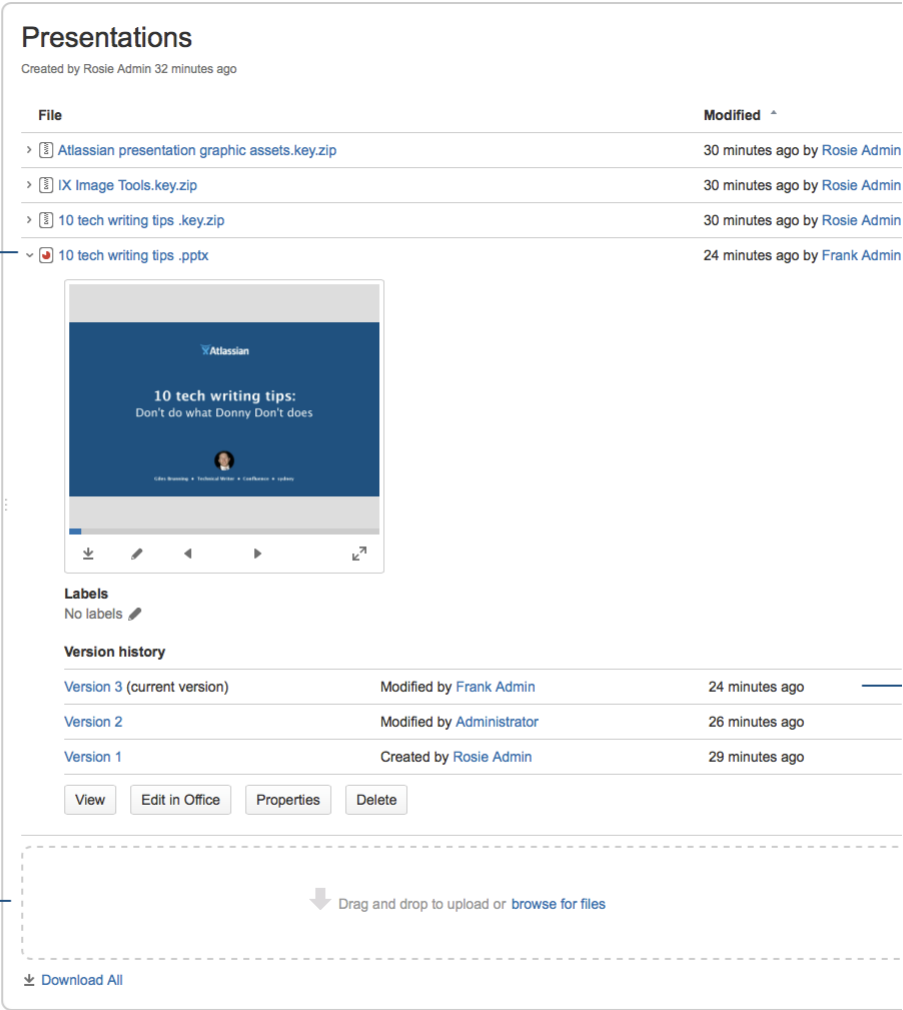 Presentations
Created by Rosie Admin 32 minutes ago
File Modified
Atlassian presentation graphic assets.key.zip 30 minutes ago by Rosie Admin
IX Image Tools.key.zip 30 minutes ago by Rosie Admin
10 tech writing tips .key.zip 30 minutes ago by Rosie Admin
10 tech writing tips .pptx 24 minutes ago by Frank Admin
Atlassian
10 tech writing tips:
Don't do what Donny Don't does
Technical Writer • Confluence • sydney
Labels
No labels
Version history
Version 3 (current version) Modified by Frank Admin 24 minutes ago
Version 2 Modified by Administrator 26 minutes ago
Version 1 Created by Rosie Admin 29 minutes ago
View Edit in Office Properties Delete
Drag and drop to upload or browse for files
Download All